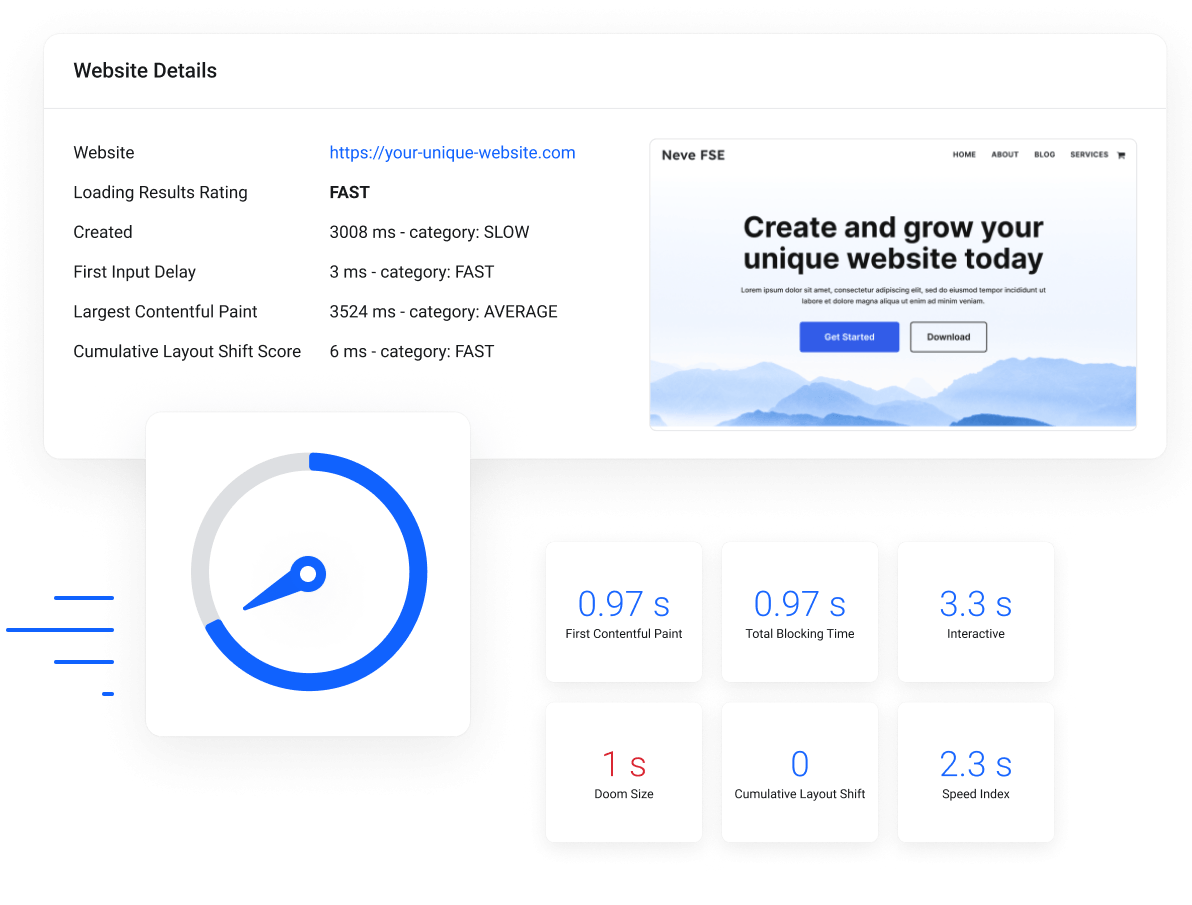 Website Details
Website https://your-unique-website.com
Loading Results Rating FAST
Created 3008 ms - category: SLOW
First Input Delay 3 ms - category: FAST
Largest Contentful Paint 3524 ms - category: AVERAGE
Cumulative Layout Shift Score 6 ms - category: FAST
Neve FSE HOME ABOUT BLOG SERVICES
Create and grow your
unique website today
Lorem ipsum dolor sit amet, consectetur adipiscing elit, sed do eiusmod tempor incididunt ut
labore et dolore magna aliqua ut enim ad minim veniam.
Get Started Download
0.97 s 0.97 s 3.3 s
First Contentful Paint Total Blocking Time Interactive
1 s 0 2.3 s
Doom Size Cumulative Layout Shift Speed Index